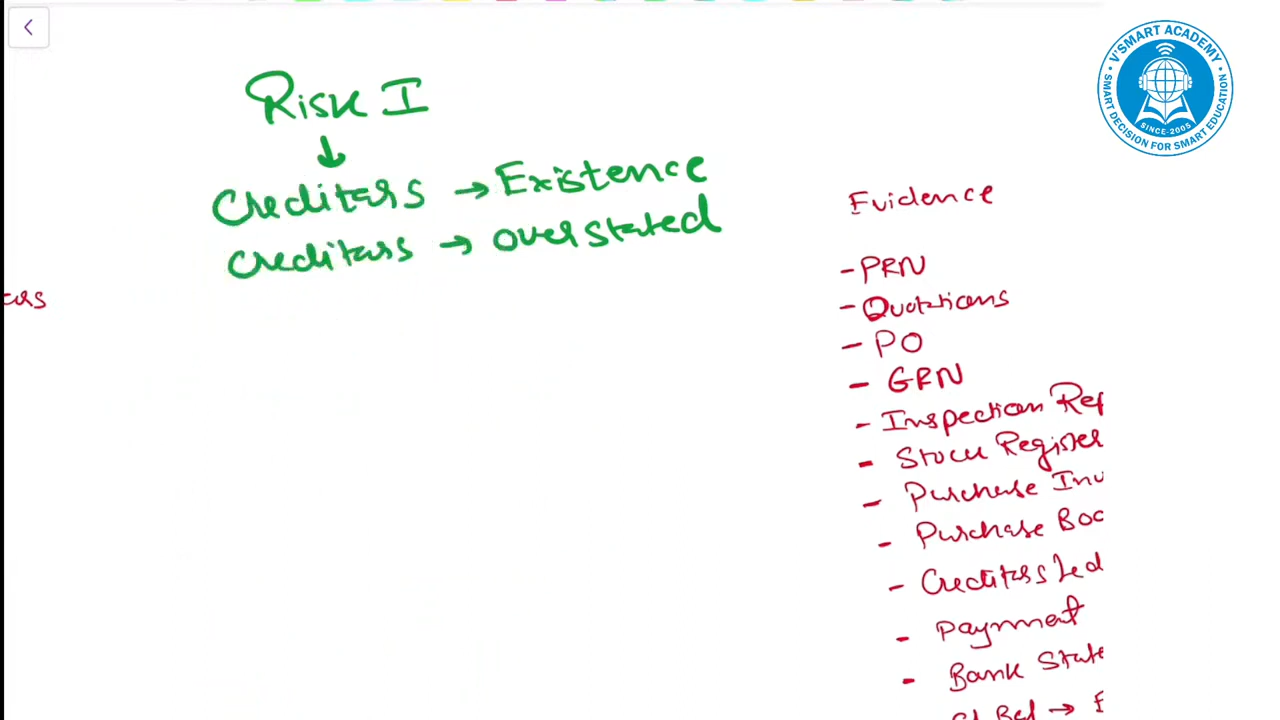 Risk I
↓
Creditors → Existence
Creditors → Overstated
Evidence
- PRN
- Quotations
- PO
- GRN
- Inspection Rep
- Stock Register
- Purchase Inv
- Purchase Boo
- Creditors Led
- Payment
- Bank State
Bal →
V'SMART ACADEMY
SINCE-2005
SMART DECISION FOR SMART EDUCATION